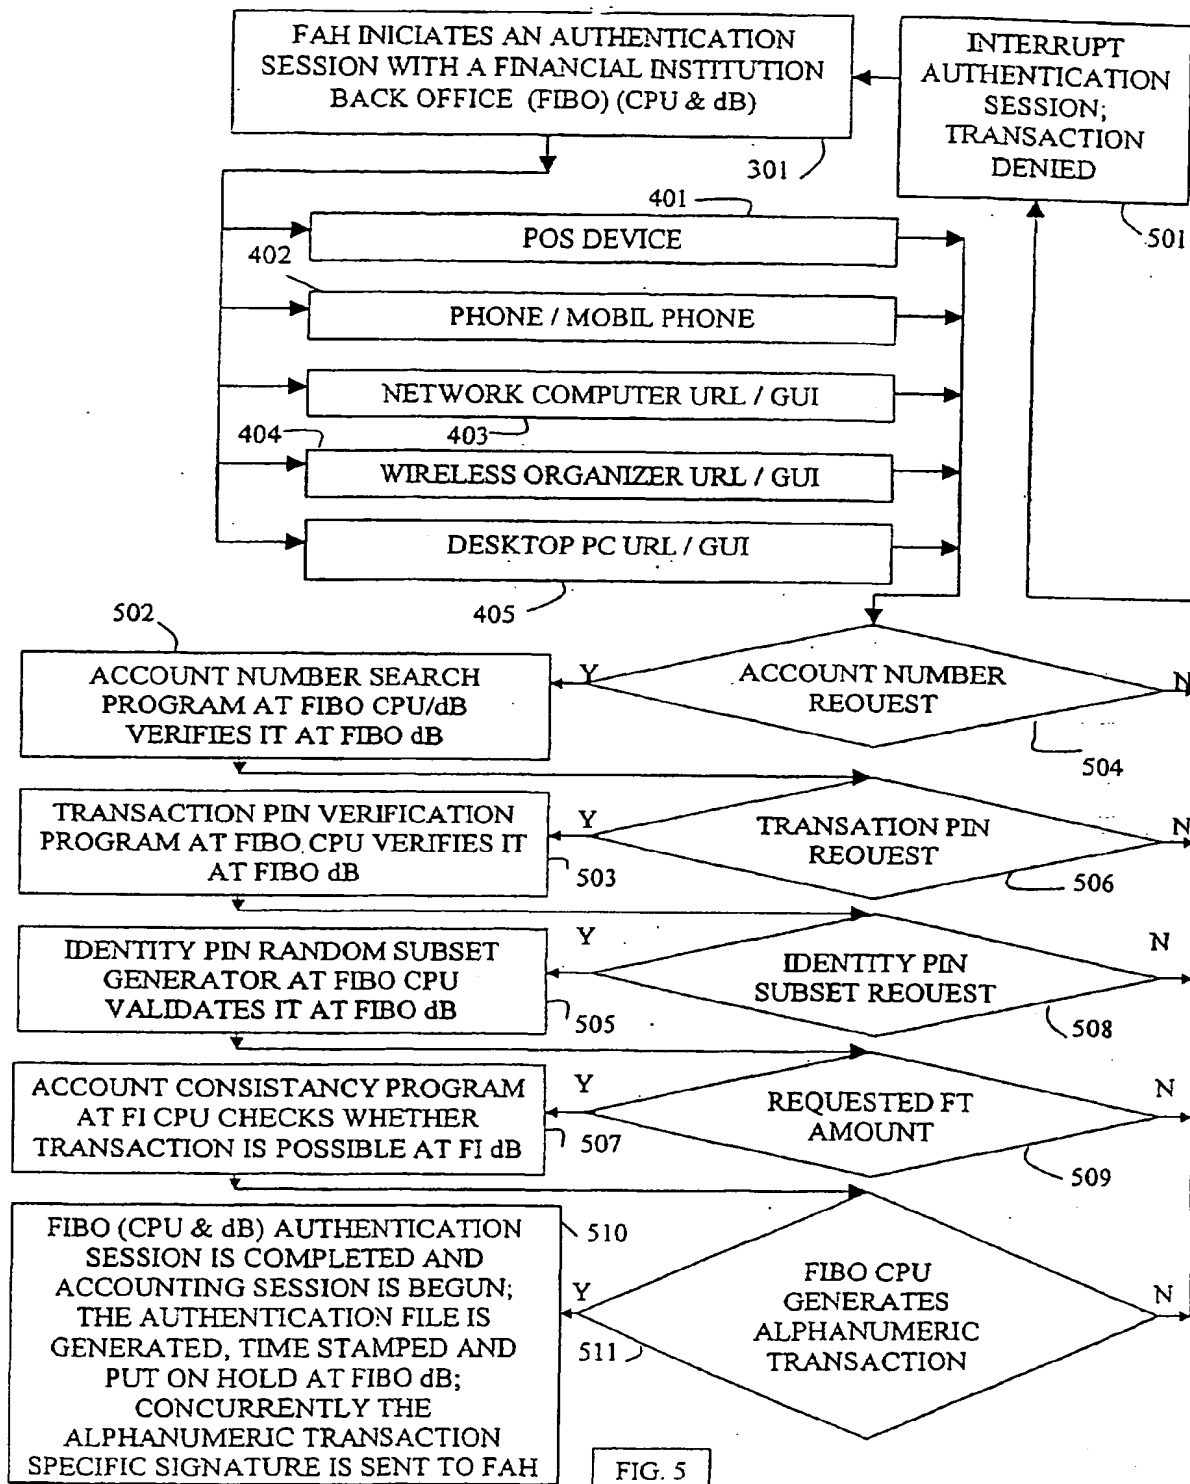 FAH INICIATES AN AUTHENTICATION
SESSION WITH A FINANCIAL INSTITUTION
BACK OFFICE (FIBO) (CPU & dB)
301
INTERRUPT
AUTHENTICATION
SESSION;
TRANSACTION
DENIED
501
401
POS DEVICE
402
PHONE / MOBIL PHONE
NETWORK COMPUTER URL / GUI
403
404
WIRELESS ORGANIZER URL / GUI
DESKTOP PC URL / GUI
405
502
ACCOUNT NUMBER SEARCH
PROGRAM AT FIBO CPU/dB
VERIFIES IT AT FIBO dB
Y
ACCOUNT NUMBER
REQUEST
N
504
TRANSACTION PIN VERIFICATION
PROGRAM AT FIBO CPU VERIFIES IT
AT FIBO dB
503
Y
TRANSATION PIN
REQUEST
N
506
IDENTITY PIN RANDOM SUBSET
GENERATOR AT FIBO CPU
VALIDATES IT AT FIBO dB
505
Y
IDENTITY PIN
SUBSET REQUEST
N
508
ACCOUNT CONSISTANCY PROGRAM
AT FI CPU CHECKS WHETHER
TRANSACTION IS POSSIBLE AT FI dB
507
Y
REQUESTED FT
AMOUNT
N
509
FIBO (CPU & dB) AUTHENTICATION
SESSION IS COMPLETED AND
ACCOUNTING SESSION IS BEGUN;
THE AUTHENTICATION FILE IS
GENERATED, TIME STAMPED AND
PUT ON HOLD AT FIBO dB;
CONCURRENTLY THE
ALPHANUMERIC TRANSACTION
SPECIFIC SIGNATURE IS SENT TO FAH
510
Y
511
FIBO CPU
GENERATES
ALPHANUMERIC
TRANSACTION
N
FIG. 5